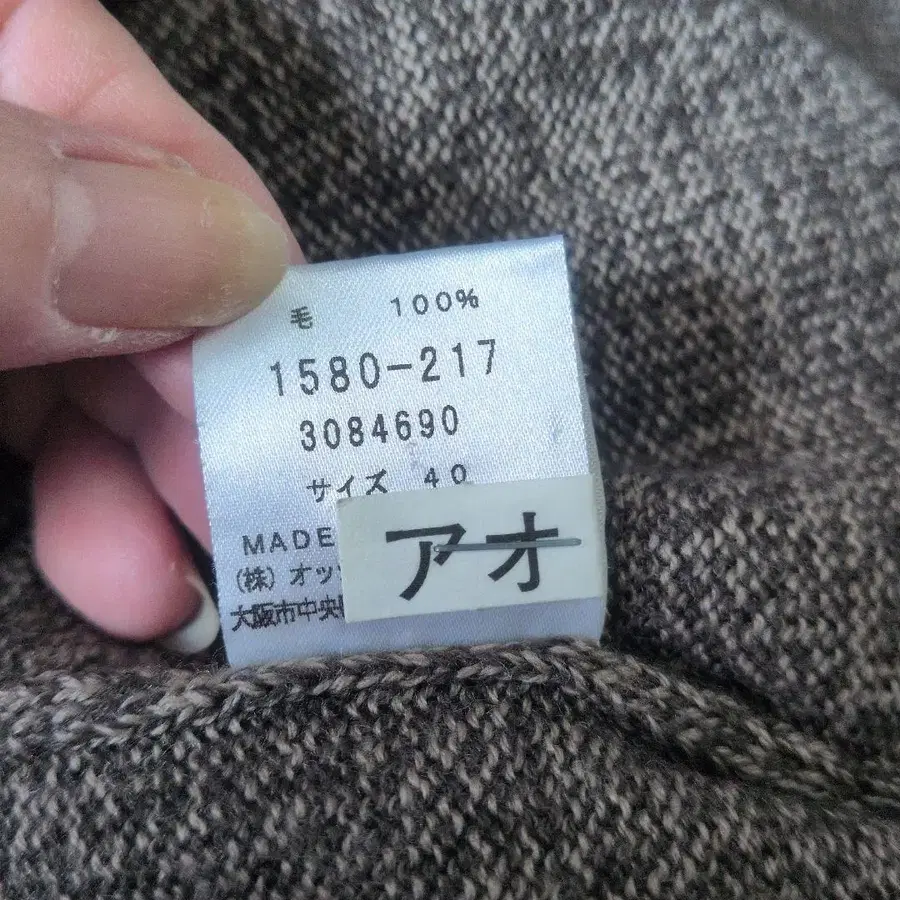 毛 100%
1580-217
3084690
サイズ 40
MADE
アオ
(株)オッ
大阪市中央